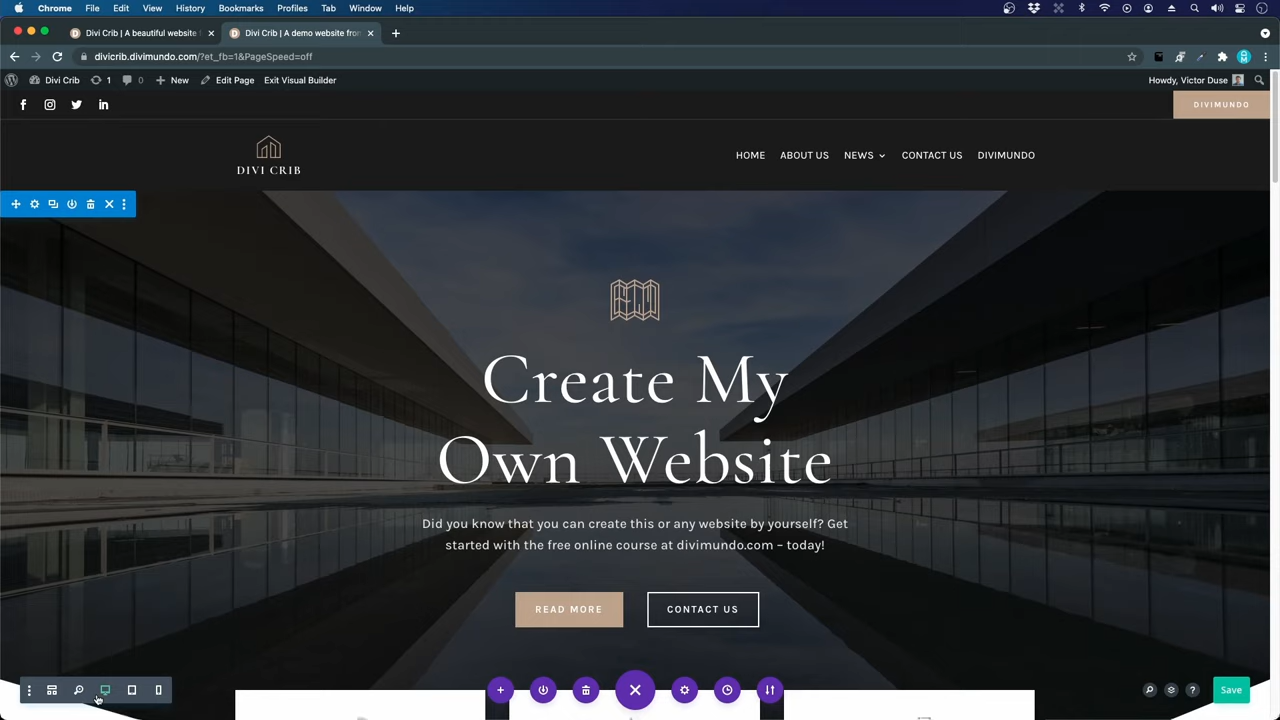 Chrome File Edit View History Bookmarks Profiles Tab Window Help
Divi Crib | A beautiful website
Divi Crib | A demo website from
divicrib.divimundo.com/?et_fb=1&PageSpeed=off
Divi Crib 1 0 New Edit Page Exit Visual Builder Howdy, Victor Duse
DIVIMUNDO
DIVI CRIB
HOME ABOUT US NEWS CONTACT US DIVIMUNDO
Create My
Own Website
Did you know that you can create this or any website by yourself? Get
started with the free online course at divimundo.com – today!
READ MORE CONTACT US
Save